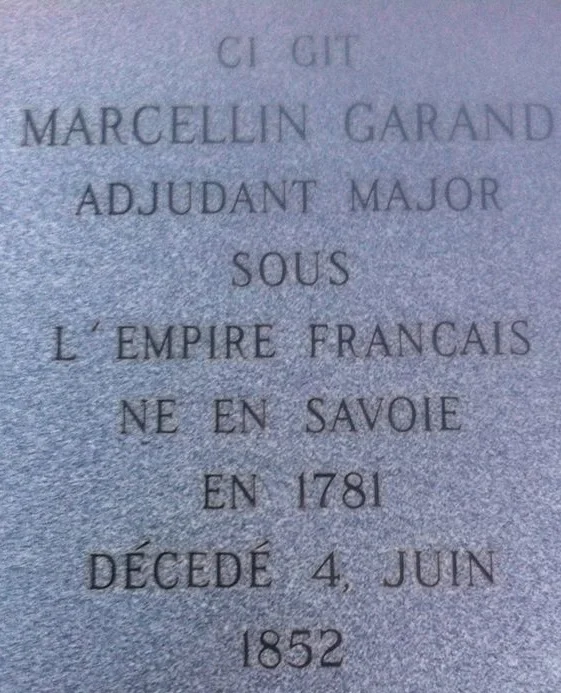 CI GIT
MARCELLIN GARAND
ADJUDANT MAJOR
SOUS
L'EMPIRE FRANCAIS
NE EN SAVOIE
EN 1781
DÉCEDÉ 4, JUIN
1852